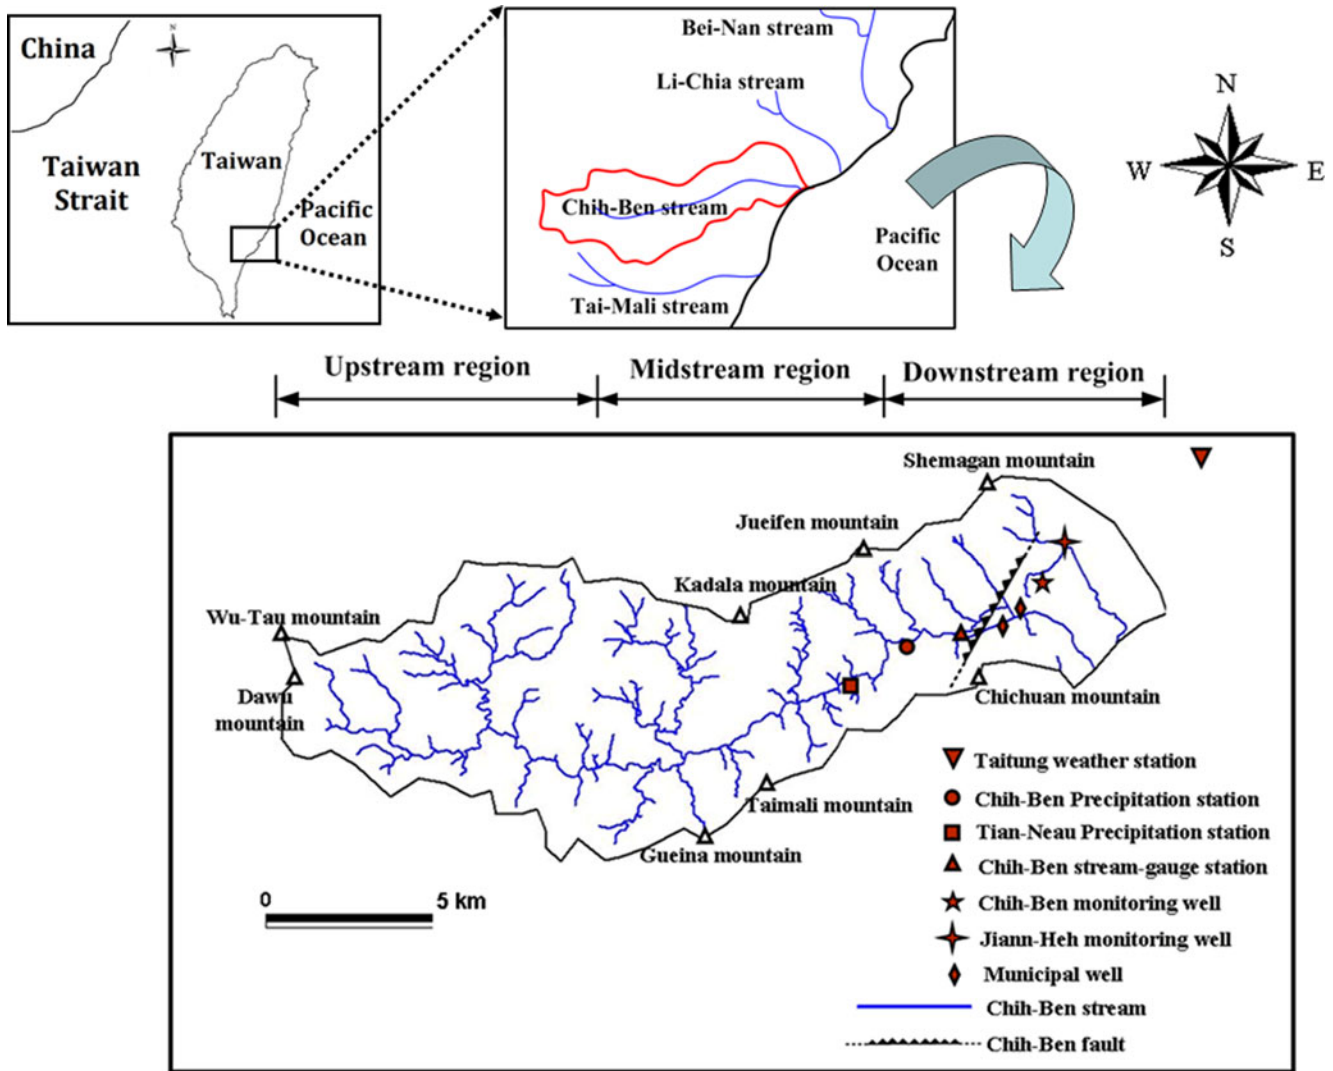 China
N
Taiwan
Strait
Taiwan
Pacific
Ocean
Bei-Nan stream
Li-Chia stream
Chih-Ben stream
Tai-Mali stream
Pacific
Ocean
N
W
E
S
Upstream region
Midstream region
Downstream region
Shemagan mountain
Jueifen mountain
Kadala mountain
Wu-Tau mountain
Dawu
mountain
Chichuan mountain
Taimali mountain
Gueina mountain
0
5 km
Taitung weather station
Chih-Ben Precipitation station
Tian-Neau Precipitation station
Chih-Ben stream-gauge station
Chih-Ben monitoring well
Jiann-Heh monitoring well
Municipal well
Chih-Ben stream
Chih-Ben fault